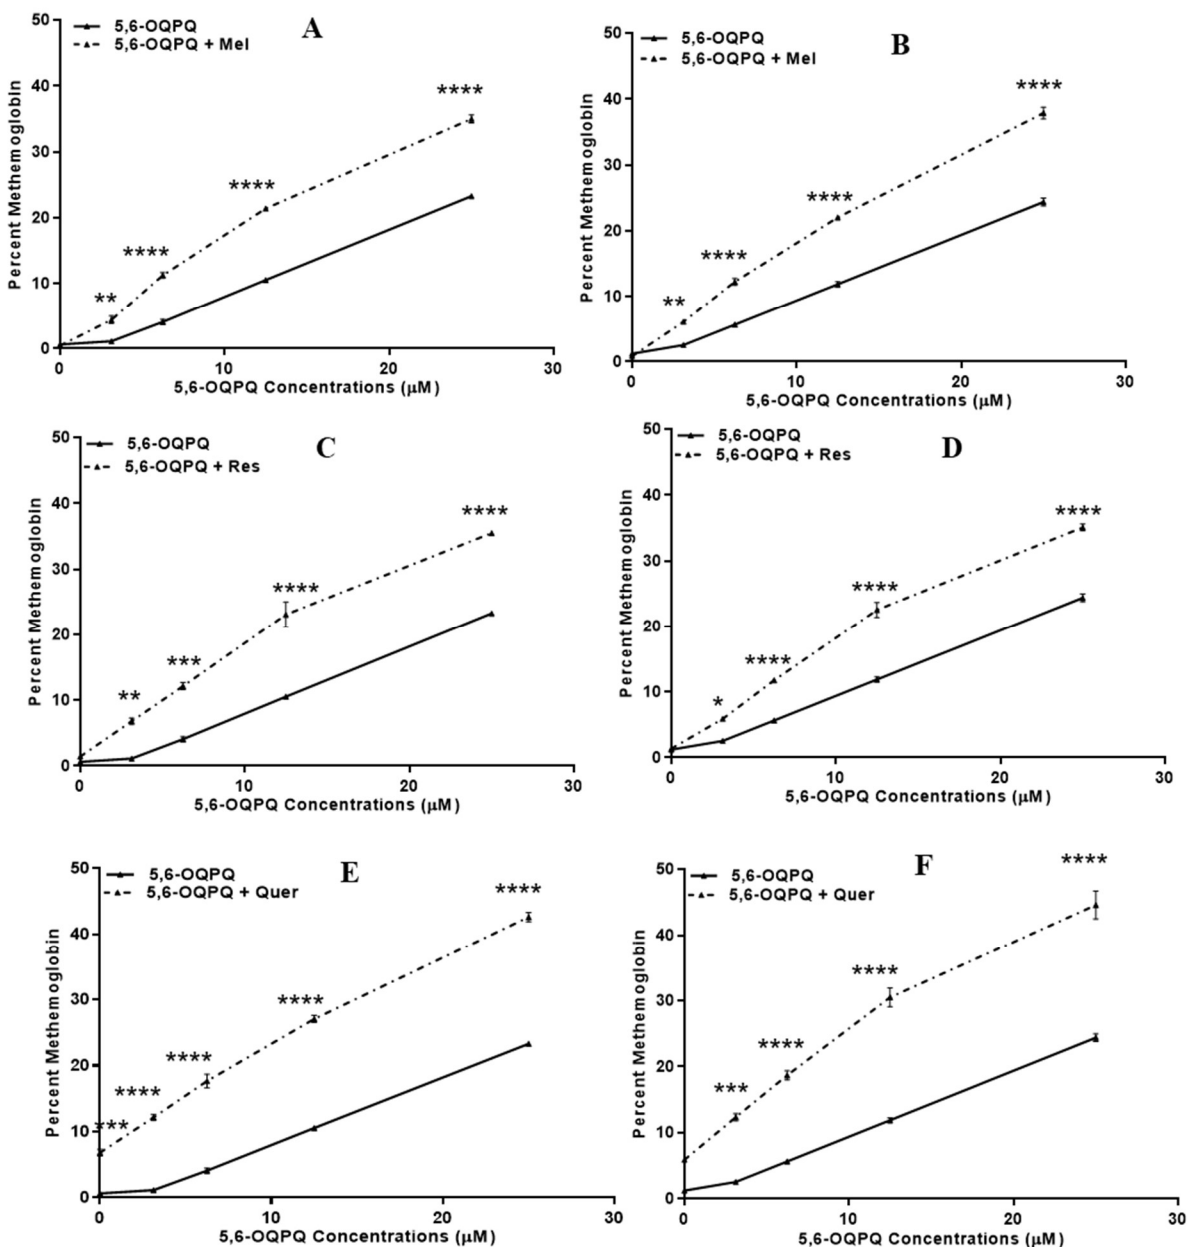 A
5,6-OQPQ
5,6-OQPQ + Mel
Percent Methemoglobin
50
40
30
20
10
0
**
****
****
****
0 10 20 30
5,6-OQPQ Concentrations (μM)
B
5,6-OQPQ
5,6-OQPQ + Mel
Percent Methemoglobin
50
40
30
20
10
0
**
****
****
****
0 10 20 30
5,6-OQPQ Concentrations (μM)
C
5,6-OQPQ
5,6-OQPQ + Res
Percent Methemoglobin
50
40
30
20
10
0
**
***
****
****
0 10 20 30
5,6-OQPQ Concentrations (μM)
D
5,6-OQPQ
5,6-OQPQ + Res
Percent Methemoglobin
50
40
30
20
10
0
*
****
****
****
0 10 20 30
5,6-OQPQ Concentrations (μM)
E
5,6-OQPQ
5,6-OQPQ + Quer
Percent Methemoglobin
50
40
30
20
10
0
***
****
****
****
****
0 10 20 30
5,6-OQPQ Concentrations (μM)
F
5,6-OQPQ
5,6-OQPQ + Quer
Percent Methemoglobin
50
40
30
20
10
0
***
****
****
****
0 10 20 30
5,6-OQPQ Concentrations (μM)